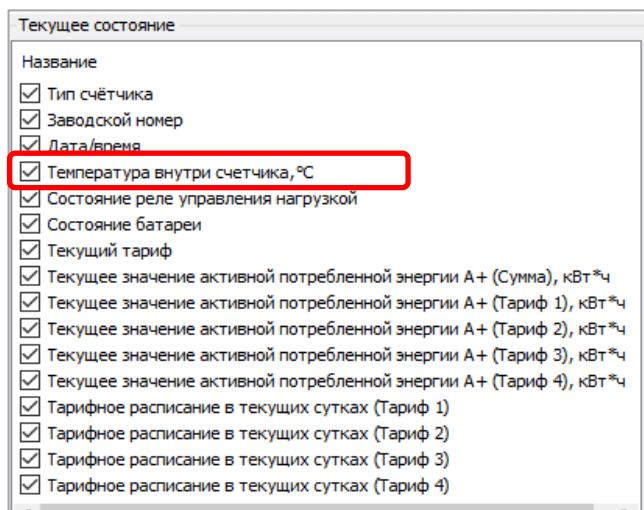 Текущее состояние
Название
Тип счётчика
Заводской номер
Дата/время
Температура внутри счетчика,°C
Состояние реле управления нагрузкой
Состояние батареи
Текущий тариф
Текущее значение активной потребленной энергии А+ (Сумма), кВт*ч
Текущее значение активной потребленной энергии А+ (Тариф 1), кВт*ч
Текущее значение активной потребленной энергии А+ (Тариф 2), кВт*ч
Текущее значение активной потребленной энергии А+ (Тариф 3), кВт*ч
Текущее значение активной потребленной энергии А+ (Тариф 4), кВт*ч
Тарифное расписание в текущих сутках (Тариф 1)
Тарифное расписание в текущих сутках (Тариф 2)
Тарифное расписание в текущих сутках (Тариф 3)
Тарифное расписание в текущих сутках (Тариф 4)